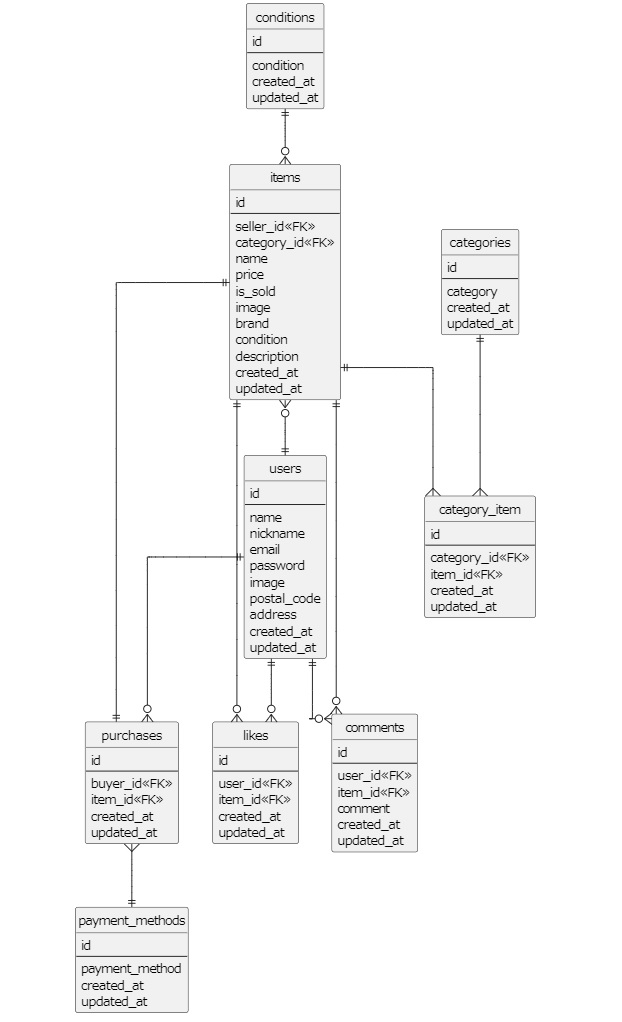 conditions
id
condition
created_at
updated_at
items
id
seller_id«FK»
category_id«FK»
name
price
is_sold
image
brand
condition
description
created_at
updated_at
categories
id
category
created_at
updated_at
users
id
name
nickname
email
password
image
postal_code
address
created_at
updated_at
category_item
id
category_id«FK»
item_id«FK»
created_at
updated_at
purchases
id
buyer_id«FK»
item_id«FK»
created_at
updated_at
likes
id
user_id«FK»
item_id«FK»
created_at
updated_at
comments
id
user_id«FK»
item_id«FK»
comment
created_at
updated_at
payment_methods
id
payment_method
created_at
updated_at